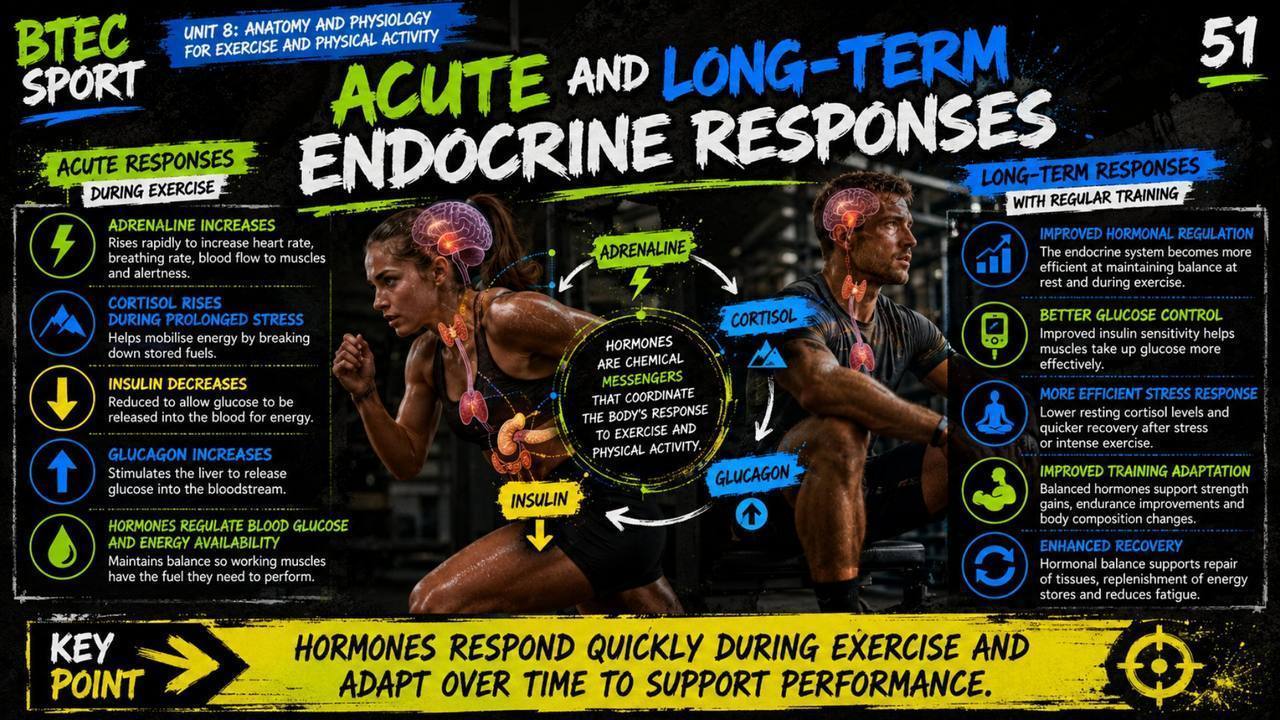 BTEC
SPORT
UNIT 8: ANATOMY AND PHYSIOLOGY
FOR EXERCISE AND PHYSICAL ACTIVITY
ACUTE AND LONG-TERM
ENDOCRINE RESPONSES
51
ACUTE RESPONSES
DURING EXERCISE
ADRENALINE INCREASES
Rises rapidly to increase heart rate,
breathing rate, blood flow to muscles
and alertness.
CORTISOL RISES
DURING PROLONGED STRESS
Helps mobilise energy by breaking
down stored fuels.
INSULIN DECREASES
Reduced to allow glucose to be
released into the blood for energy.
GLUCAGON INCREASES
Stimulates the liver to release
glucose into the bloodstream.
HORMONES REGULATE BLOOD GLUCOSE
AND ENERGY AVAILABILITY
Maintains balance so working muscles
have the fuel they need to perform.
ADRENALINE
CORTISOL
HORMONES
ARE CHEMICAL
MESSENGERS
THAT COORDINATE
THE BODY'S RESPONSE
TO EXERCISE AND
PHYSICAL ACTIVITY.
GLUCAGON
INSULIN
LONG-TERM RESPONSES
WITH REGULAR TRAINING
IMPROVED HORMONAL REGULATION
The endocrine system becomes more
efficient at maintaining balance at
rest and during exercise.
BETTER GLUCOSE CONTROL
Improved insulin sensitivity helps
muscles take up glucose more
effectively.
MORE EFFICIENT STRESS RESPONSE
Lower resting cortisol levels and
quicker recovery after stress
or intense exercise.
IMPROVED TRAINING ADAPTATION
Balanced hormones support strength
gains, endurance improvements and
body composition changes.
ENHANCED RECOVERY
Hormonal balance supports repair
of tissues, replenishment of energy
stores and reduces fatigue.
KEY
POINT
HORMONES RESPOND QUICKLY DURING EXERCISE AND
ADAPT OVER TIME TO SUPPORT PERFORMANCE.